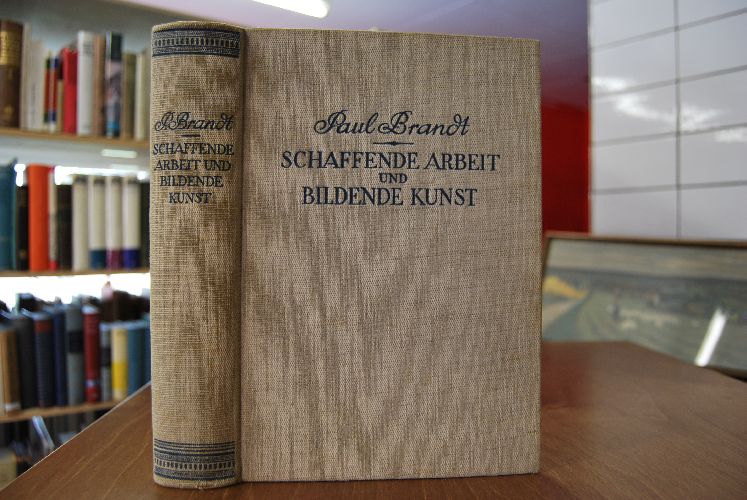 P. Brandt
SCHAFFENDE
ARBEIT UND
BILDENDE
KUNST
Paul Brandt
SCHAFFENDE ARBEIT
UND
BILDENDE KUNST